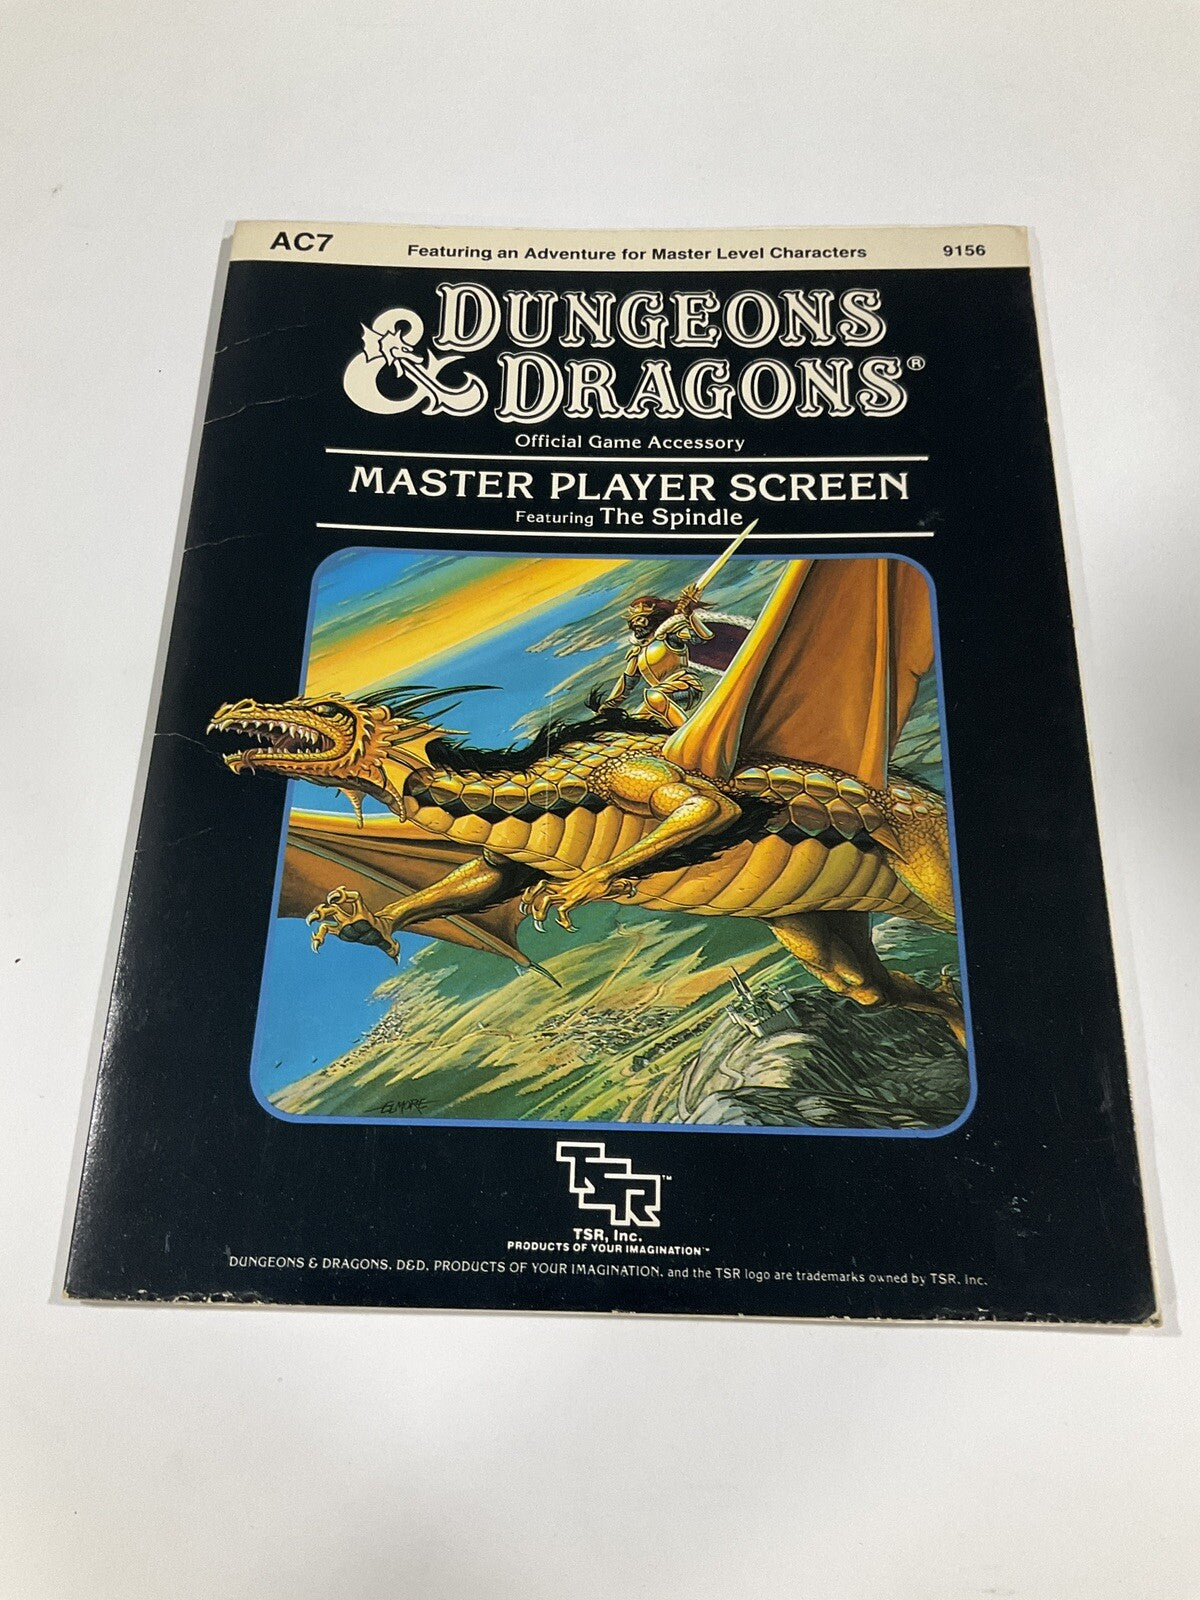 AC7 Featuring an Adventure for Master Level Characters 9156
DUNGEONS
& DRAGONS®
Official Game Accessory
MASTER PLAYER SCREEN
Featuring The Spindle
ELMORE
TSR™
TSR, Inc.
PRODUCTS OF YOUR IMAGINATION™
DUNGEONS & DRAGONS, D&D, PRODUCTS OF YOUR IMAGINATION, and the TSR logo are trademarks owned by TSR, Inc.